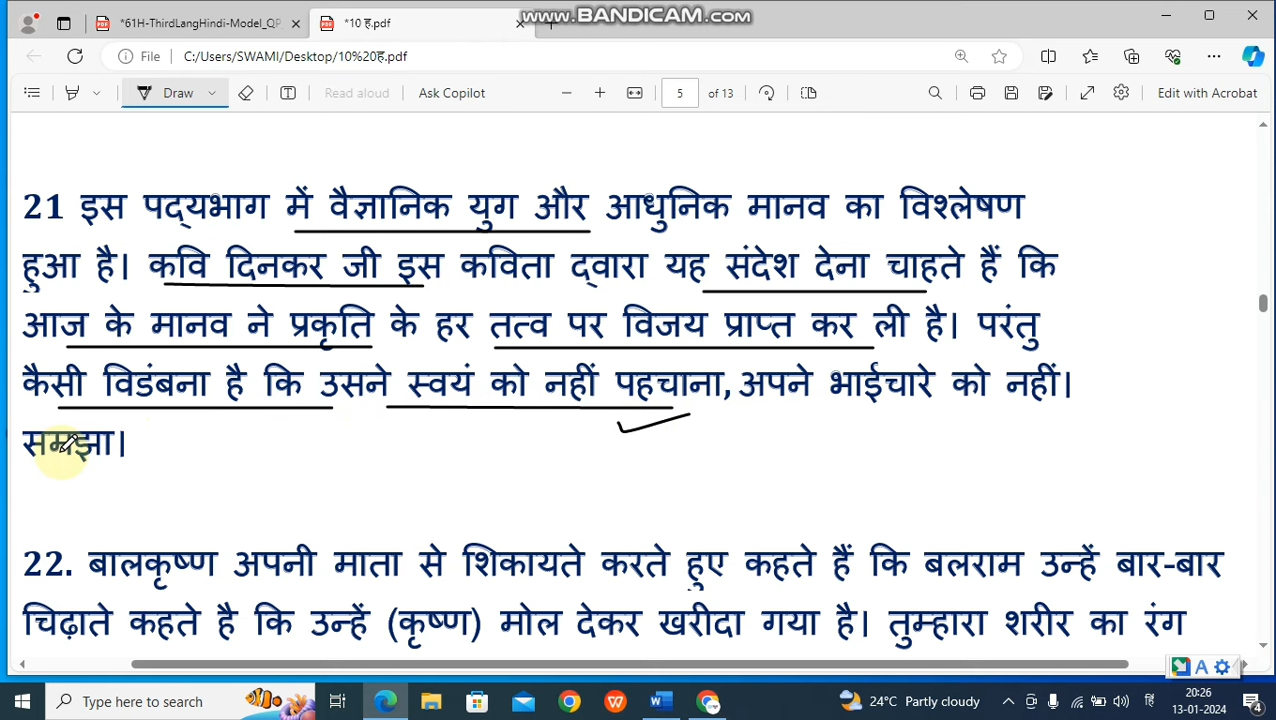 www.BANDICAM.com
*61H-ThirdLangHindi-Model_QP
*10 ह.pdf
File
C:/Users/SWAMI/Desktop/10%20ह.pdf
Draw
Read aloud
Ask Copilot
5
of 13
Edit with Acrobat
21 इस पद्यभाग में वैज्ञानिक युग और आधुनिक मानव का विश्लेषण
हुआ है। कवि दिनकर जी इस कविता द्वारा यह संदेश देना चाहते हैं कि
आज के मानव ने प्रकृति के हर तत्व पर विजय प्राप्त कर ली है। परंतु
कैसी विडंबना है कि उसने स्वयं को नहीं पहचाना, अपने भाईचारे को नहीं।
समझा।
22. बालकृष्ण अपनी माता से शिकायते करते हुए कहते हैं कि बलराम उन्हें बार-बार
चिढ़ाते कहते है कि उन्हें (कृष्ण) मोल देकर खरीदा गया है। तुम्हारा शरीर का रंग
Type here to search
24°C Partly cloudy
हि
20:26
13-01-2024
4